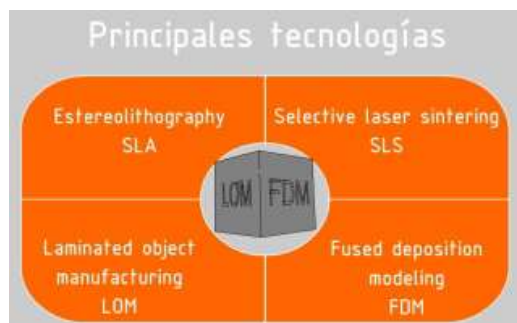 Principales tecnologías
Estereolithography
SLA
Selective laser sintering
SLS
LOM FDM
Laminated object
manufacturing
LOM
Fused deposition
modeling
FDM